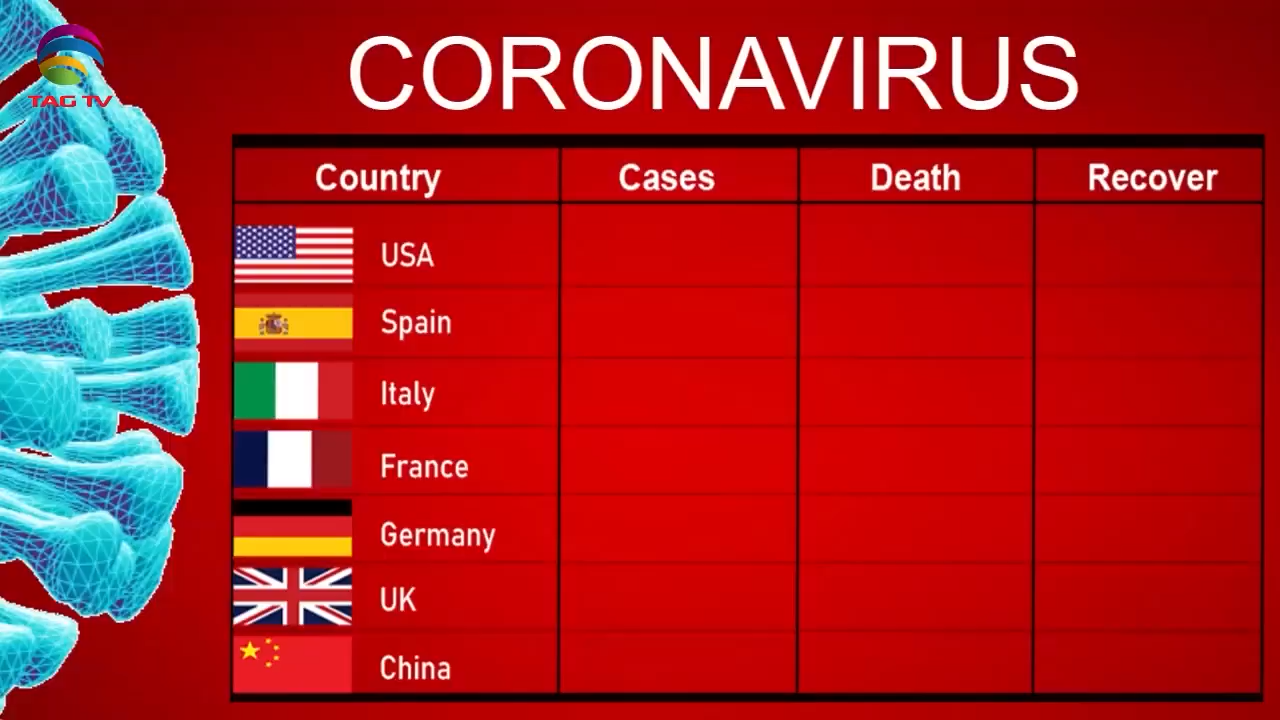 TAG TV
CORONAVIRUS
Country Cases Death Recover
USA
Spain
Italy
France
Germany
UK
China